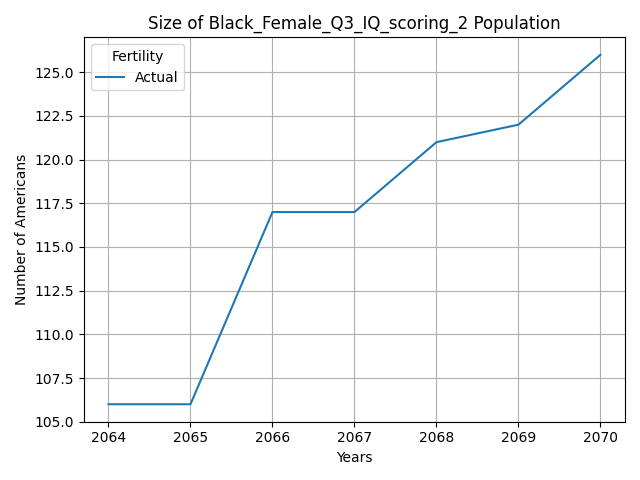 Size of Black_Female_Q3_IQ_scoring_2 Population
Fertility
Actual
125.0
122.5
120.0
117.5
115.0
112.5
110.0
107.5
105.0
Number of Americans
2064 2065 2066 2067 2068 2069 2070
Years